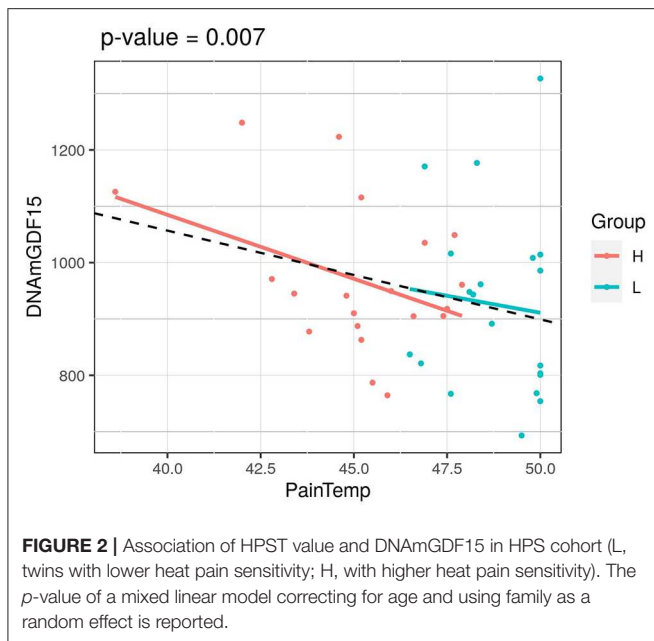 p-value = 0.007
DNAmGDF15
1200
1000
800
40.0 42.5 45.0 47.5 50.0
PainTemp
Group
H
L
FIGURE 2 | Association of HPST value and DNAmGDF15 in HPS cohort (L,
twins with lower heat pain sensitivity; H, with higher heat pain sensitivity). The
p-value of a mixed linear model correcting for age and using family as a
random effect is reported.